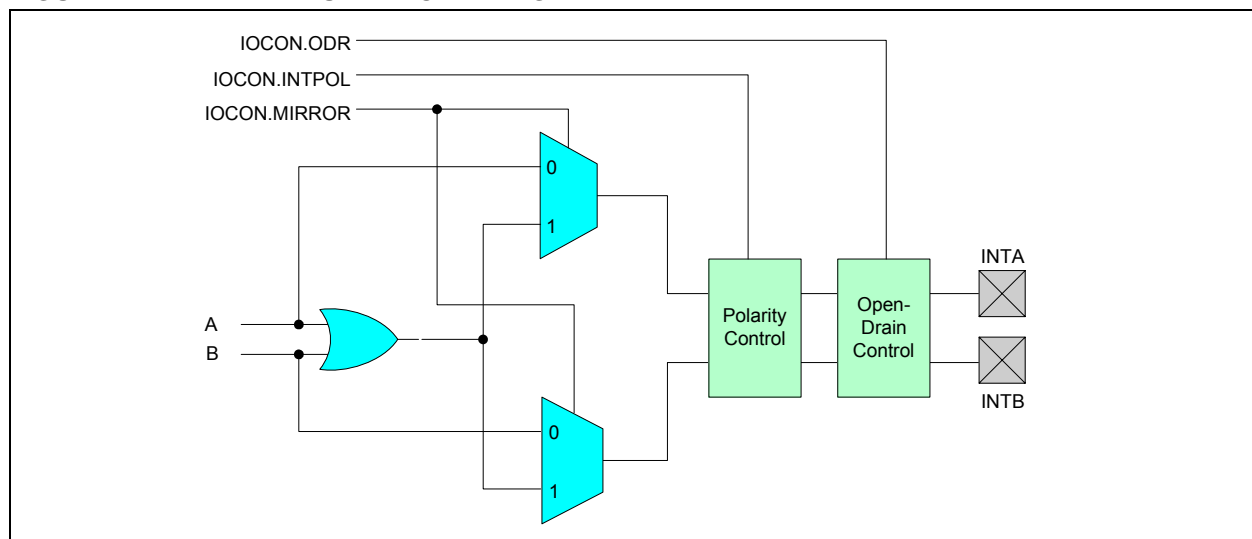 IOCON.ODR
IOCON.INTPOL
IOCON.MIRROR
0
1
INTA
Polarity
Control
Open-
Drain
Control
A
B
INTB
0
1